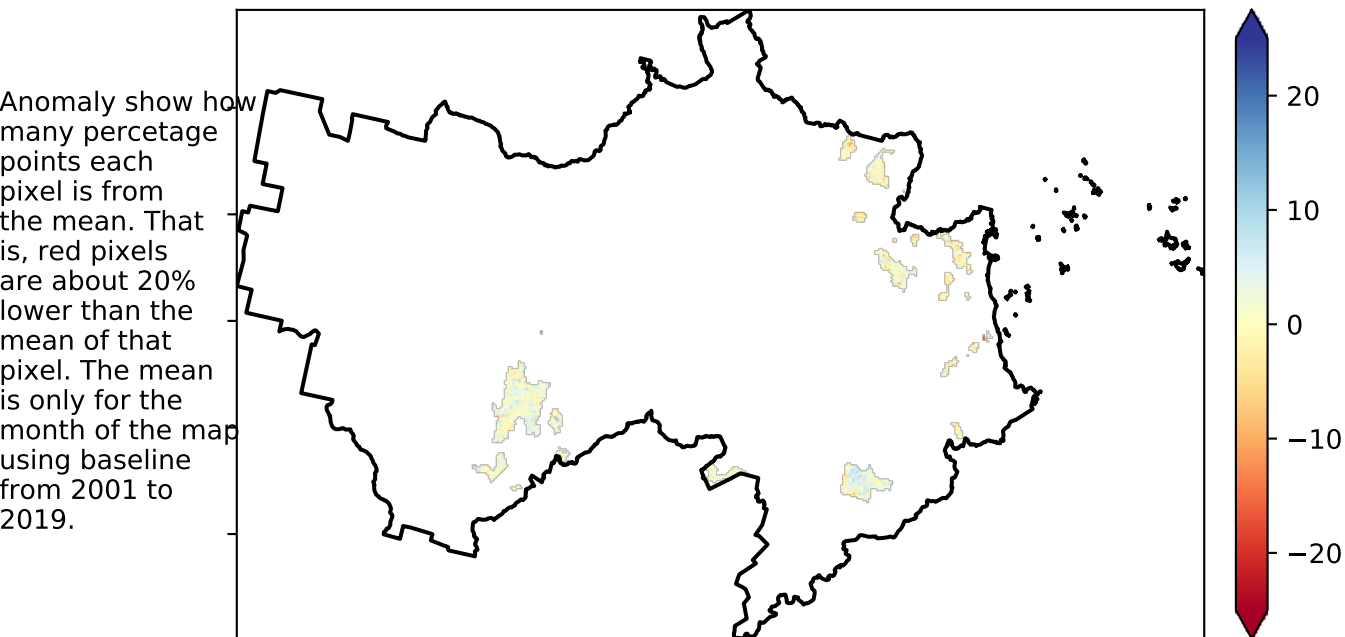 Anomaly show how
many percetage
points each
pixel is from
the mean. That
is, red pixels
are about 20%
lower than the
mean of that
pixel. The mean
is only for the
month of the map
using baseline
from 2001 to
2019.
20
10
0
−10
−20